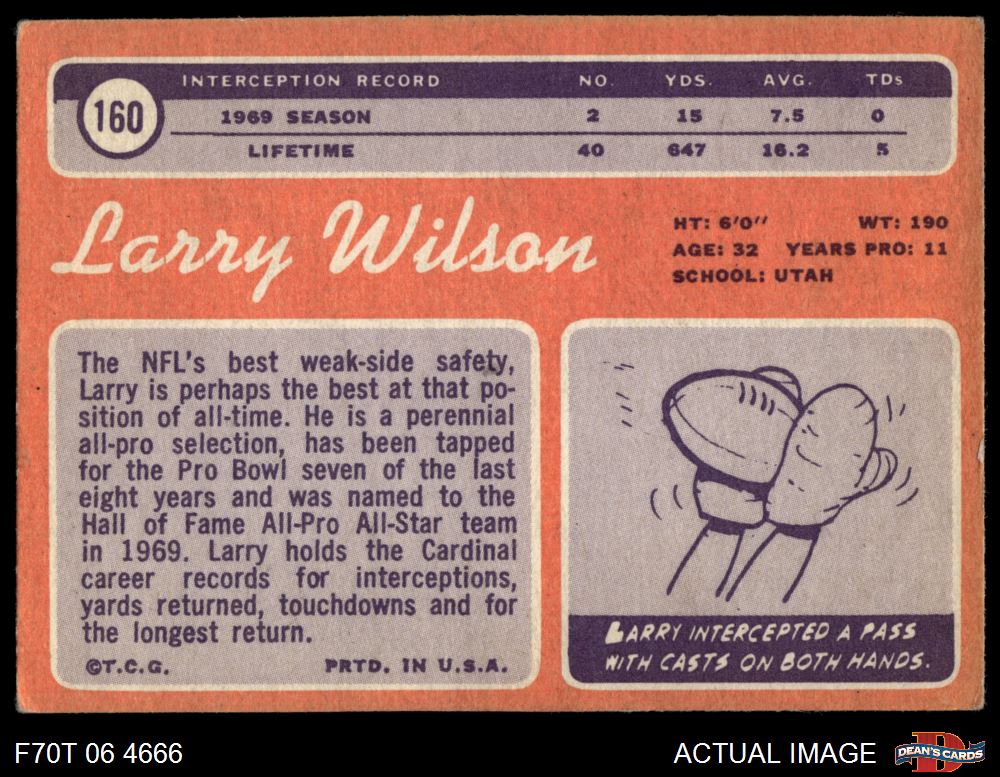 160
INTERCEPTION RECORD NO. YDS. AVG. TDs
1969 SEASON 2 15 7.5 0
LIFETIME 40 647 16.2 5
Larry Wilson
HT: 6'0'' WT: 190
AGE: 32 YEARS PRO: 11
SCHOOL: UTAH
The NFL's best weak-side safety,
Larry is perhaps the best at that po-
sition of all-time. He is a perennial
all-pro selection, has been tapped
for the Pro Bowl seven of the last
eight years and was named to the
Hall of Fame All-Pro All-Star team
in 1969. Larry holds the Cardinal
career records for interceptions,
yards returned, touchdowns and for
the longest return.
©T.C.G. PRTD. IN U.S.A.
LARRY INTERCEPTED A PASS
WITH CASTS ON BOTH HANDS.
F70T 06 4666
ACTUAL IMAGE
D
DEAN'S CARDS